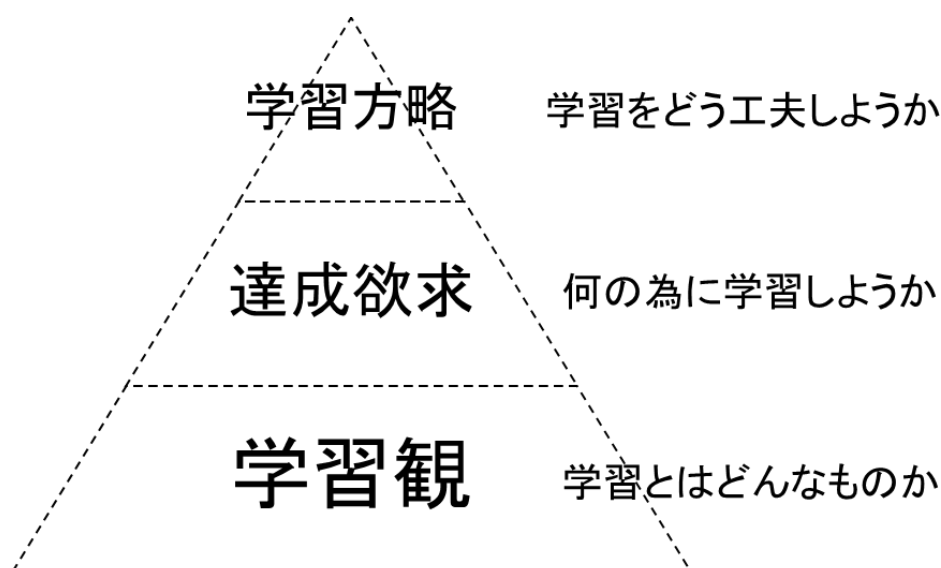 学習方略
学習をどう工夫しようか
達成欲求
何の為に学習しようか
学習観
学習とはどんなものか